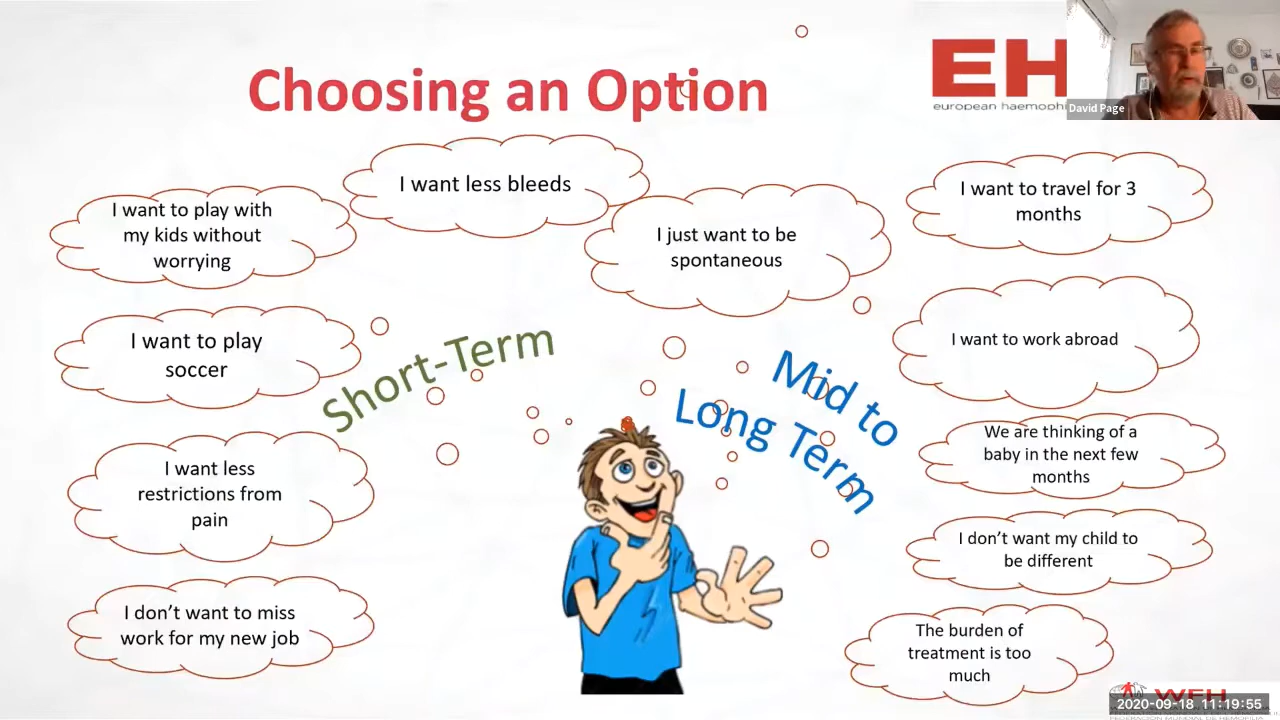 Choosing an Option
EH
european haemoph
David Page
I want less bleeds
I want to play with
my kids without
worrying
I just want to be
spontaneous
I want to travel for 3
months
I want to play
soccer
Short-Term
Mid to
Long Term
I want to work abroad
We are thinking of a
baby in the next few
months
I want less
restrictions from
pain
I don’t want my child to
be different
I don’t want to miss
work for my new job
The burden of
treatment is too
much
WFH
2020-09-18 11:19:55